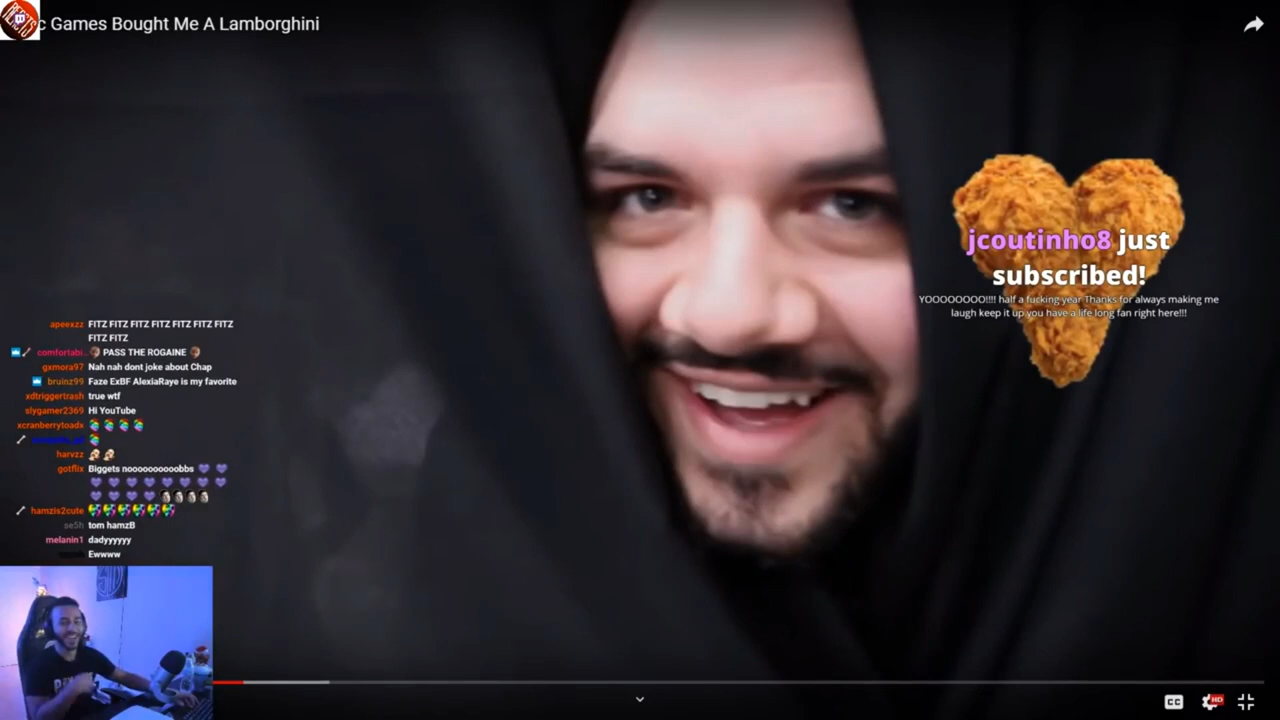 c Games Bought Me A Lamborghini
jcoutinho8 just
subscribed!
YOOOOOOOO!!!! half a fucking year Thanks for always making me
laugh keep it up you have a life long fan right here!!!
apeexzz FITZ FITZ FITZ FITZ FITZ FITZ FITZ
FITZ FITZ
comfortabl.. PASS THE ROGAINE
gxmora97 Nah nah dont joke about Chap
bruinz99 Faze ExBF AlexiaRaye is my favorite
xdtriggertrash true wtf
slygamer2369 Hi YouTube
xcranberrytoadx
harvzz
gotflix Biggets noooooooooobbs
hamzis2cute
se5h tom hamzB
melanin1 dadyyyyyy
Ewwww
CC
HD